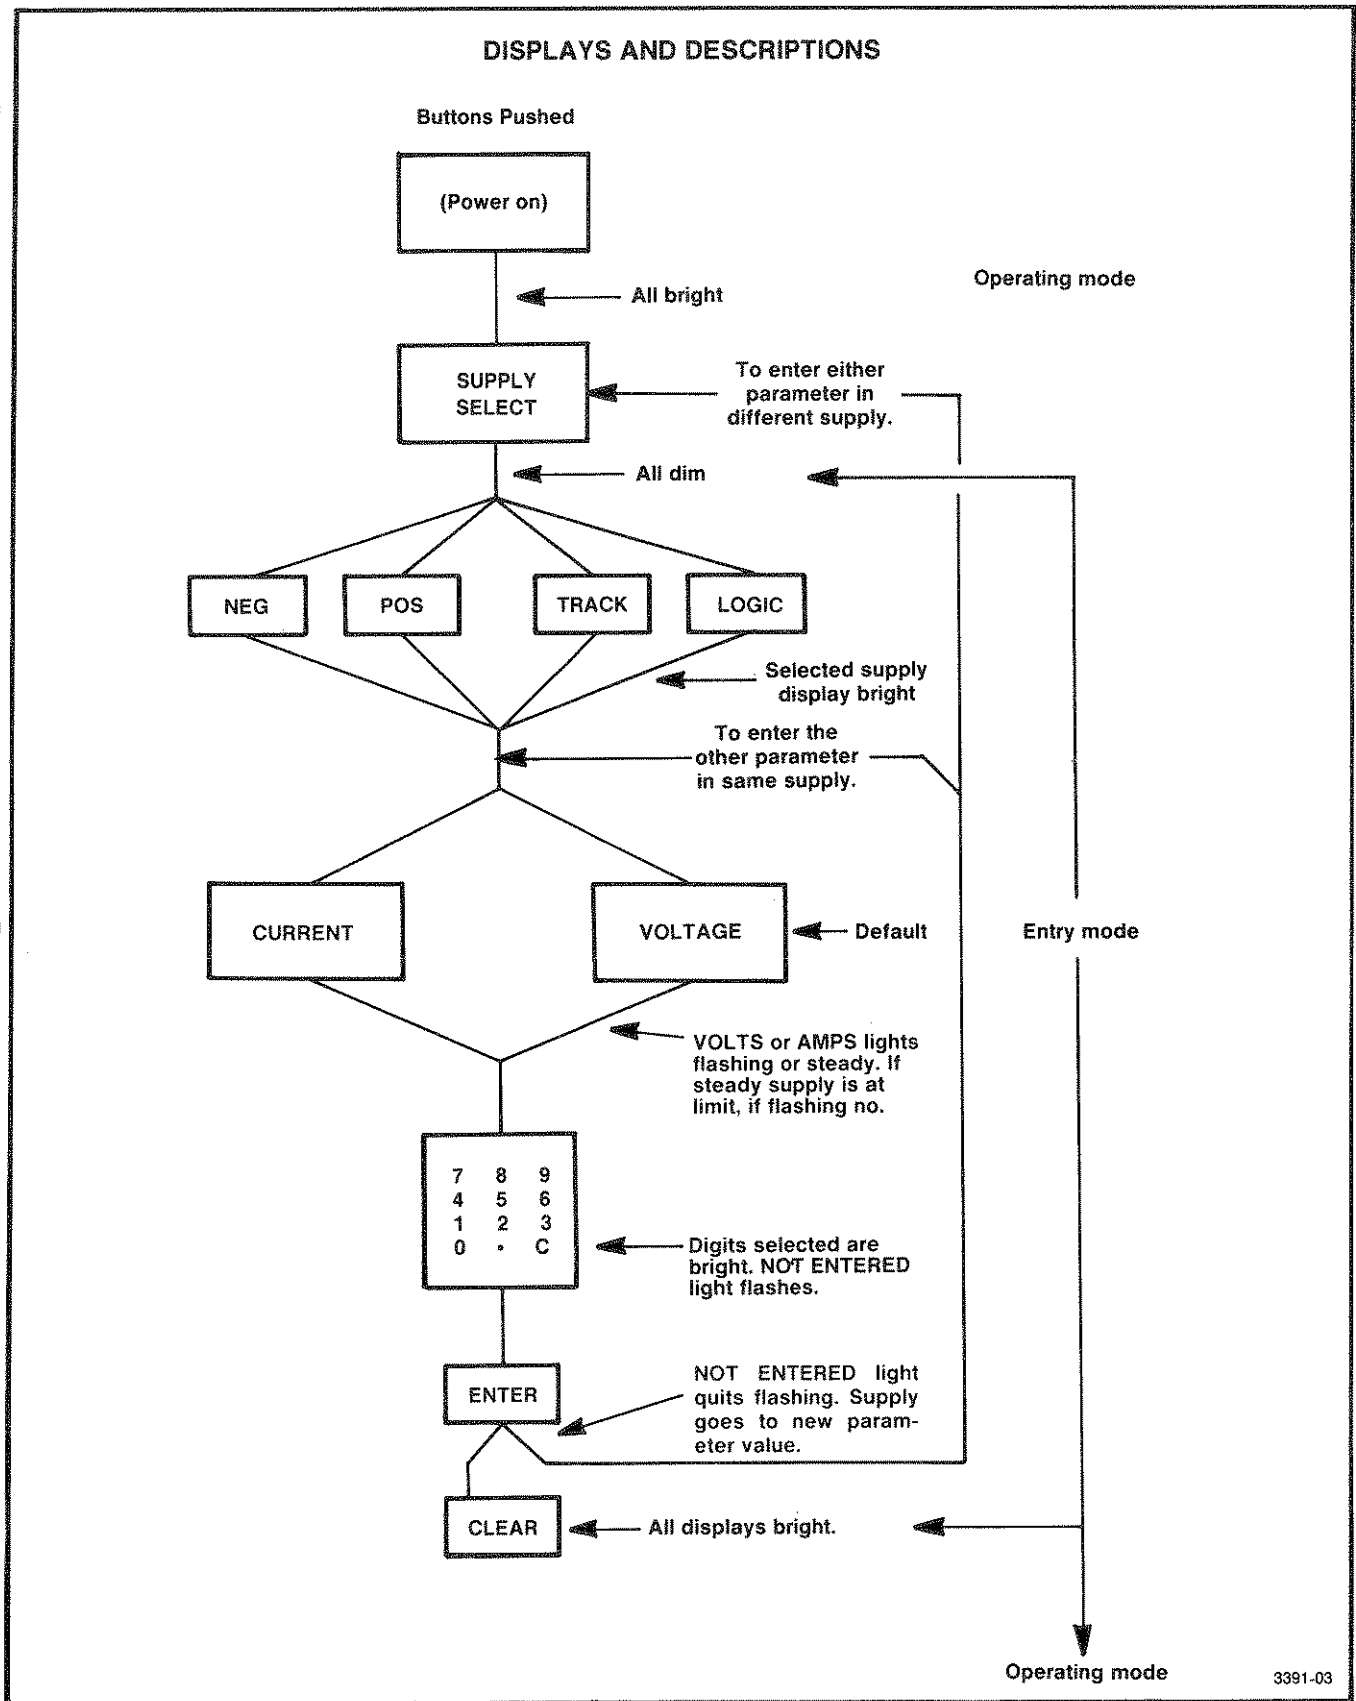 DISPLAYS AND DESCRIPTIONS
Buttons Pushed
(Power on)
Operating mode
All bright
SUPPLY
SELECT
To enter either
parameter in
different supply.
All dim
NEG
POS
TRACK
LOGIC
Selected supply
display bright
To enter the
other parameter
in same supply.
CURRENT
VOLTAGE
Default
Entry mode
VOLTS or AMPS lights
flashing or steady. If
steady supply is at
limit, if flashing no.
7 8 9
4 5 6
1 2 3
0 • C
Digits selected are
bright. NOT ENTERED
light flashes.
ENTER
NOT ENTERED light
quits flashing. Supply
goes to new param-
eter value.
CLEAR
All displays bright.
Operating mode
3391-03